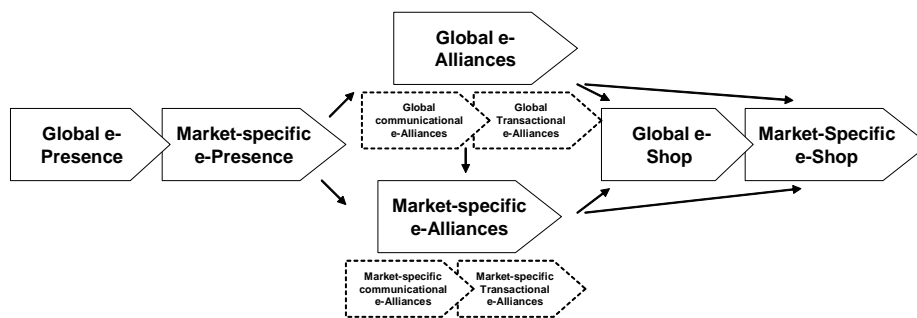 Global e-
Alliances
Global
communicational
e-Alliances
Global
Transactional
e-Alliances
Global e-
Presence
Market-specific
e-Presence
Global e-
Shop
Market-Specific
e-Shop
Market-specific
e-Alliances
Market-specific
communicational
e-Alliances
Market-specific
Transactional
e-Alliances